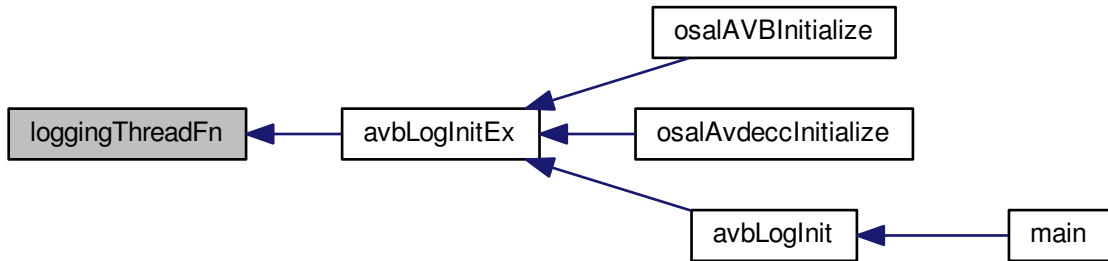 osalAVBInitialize
loggingThreadFn
avbLogInitEx
osalAvdeccInitialize
avbLogInit
main